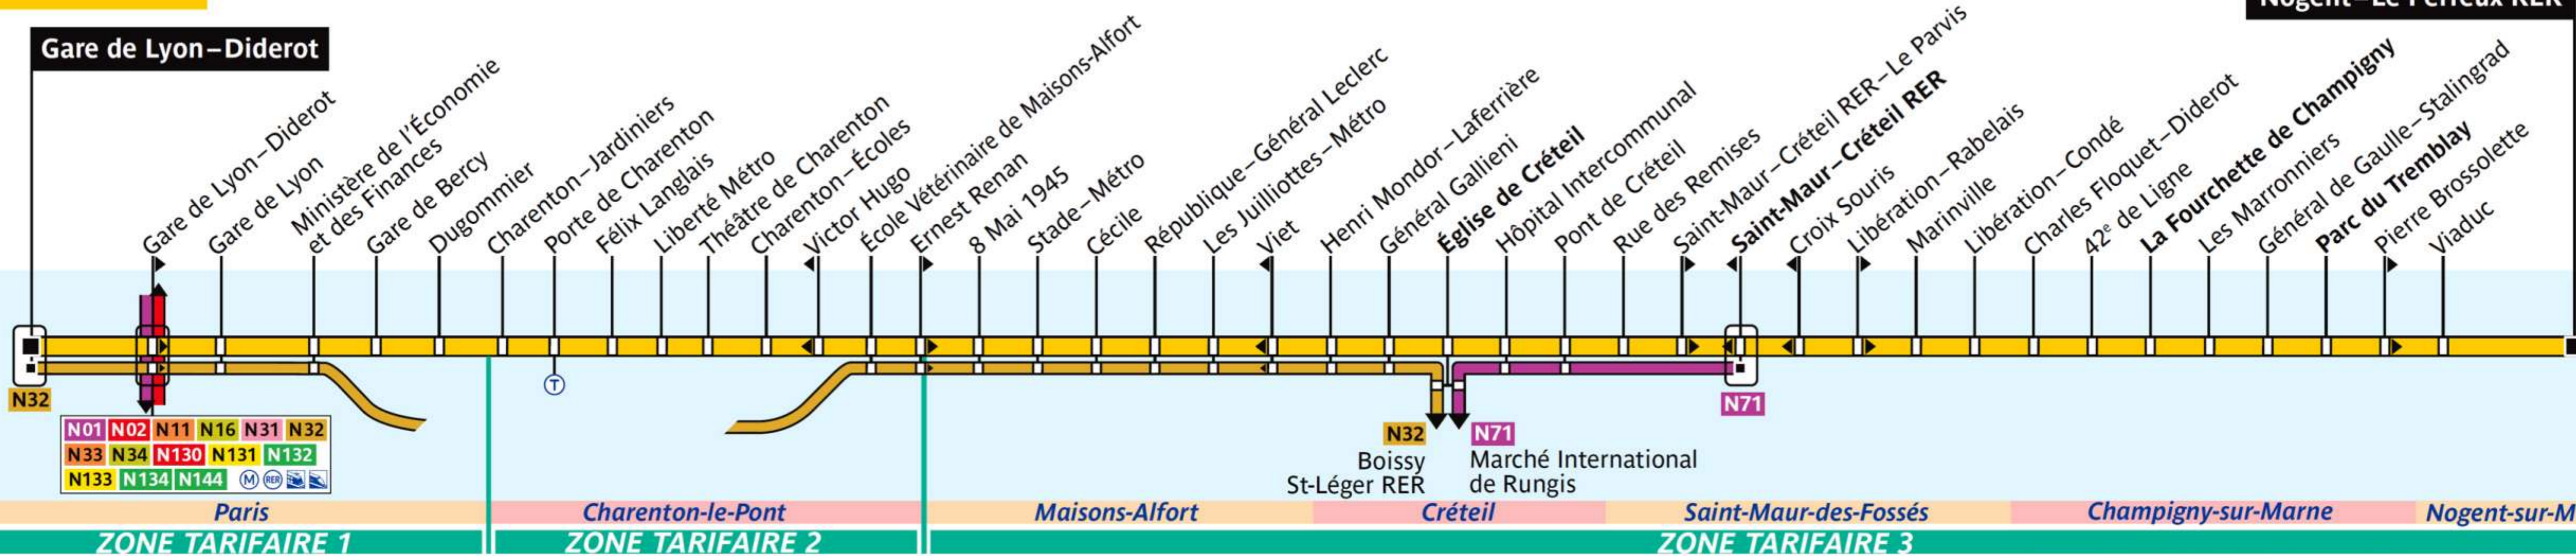 Nogent–Le Perreux RER
Gare de Lyon–Diderot
Gare de Lyon–Diderot
Gare de Lyon
Ministère de l'Économie
et des Finances
Gare de Bercy
Dugommier
Charenton–Jardiniers
Porte de Charenton
Félix Langlais
Liberté Métro
Théâtre de Charenton
Charenton–Écoles
Victor Hugo
École Vétérinaire de Maisons-Alfort
Ernest Renan
8 Mai 1945
Stade–Métro
Cécile
République–Général Leclerc
Les Juilliottes–Métro
Viet
Henri Mondor–Laferrière
Général Gallieni
Église de Créteil
Hôpital Intercommunal
Pont de Créteil
Rue des Remises
Saint-Maur–Créteil RER–Le Parvis
Saint-Maur–Créteil RER
Croix Souris
Libération–Rabelais
Marinville
Libération–Condé
Charles Floquet–Diderot
42e de Ligne
La Fourchette de Champigny
Les Marronniers
Général de Gaulle–Stalingrad
Parc du Tremblay
Pierre Brossolette
Viaduc
T
N32
N71
N01 N02 N11 N16 N31 N32
N33 N34 N130 N131 N132
N133 N134 N144 M RER
N32
Boissy
St-Léger RER
N71
Marché International
de Rungis
Paris Charenton-le-Pont Maisons-Alfort Créteil Saint-Maur-des-Fossés Champigny-sur-Marne Nogent-sur-M
ZONE TARIFAIRE 1 ZONE TARIFAIRE 2 ZONE TARIFAIRE 3